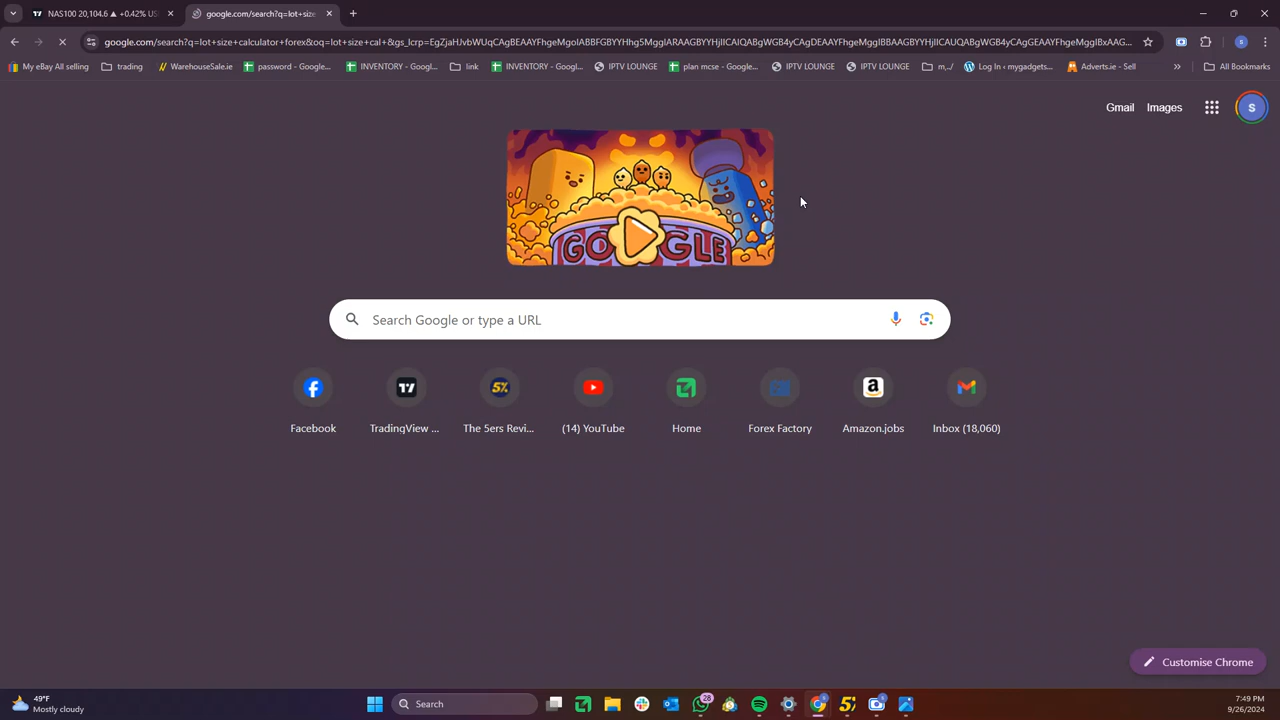 NAS100 20,104.6 ▲ +0.42% US
google.com/search?q=lot+size
google.com/search?q=lot+size+calculator+forex&oq=lot+size+cal+&gs_lcrp=EgZjaHJvbWUqCAgBEAAYFhgeMgoIABBFGBYYHhg5MggIARAAGBYYHjIICAIQABgWGB4yCAgDEAAYFhgeMggIBBAAGBYYHjIICAUQABgWGB4yCAgGEAAYFhgeMggIBxAAG...
My eBay All selling
trading
WarehouseSale.ie
password - Google...
INVENTORY - Googl...
link
INVENTORY - Googl...
IPTV LOUNGE
plan mcse - Google...
IPTV LOUNGE
IPTV LOUNGE
m,../
Log In ‹ mygadgets...
Adverts.ie - Sell
All Bookmarks
Gmail
Images
S
GOOGLE
Search Google or type a URL
Facebook
TradingView ...
The 5ers Revi...
(14) YouTube
Home
Forex Factory
Amazon.jobs
Inbox (18,060)
Customise Chrome
49°F
Mostly cloudy
Search
28
7:49 PM
9/26/2024